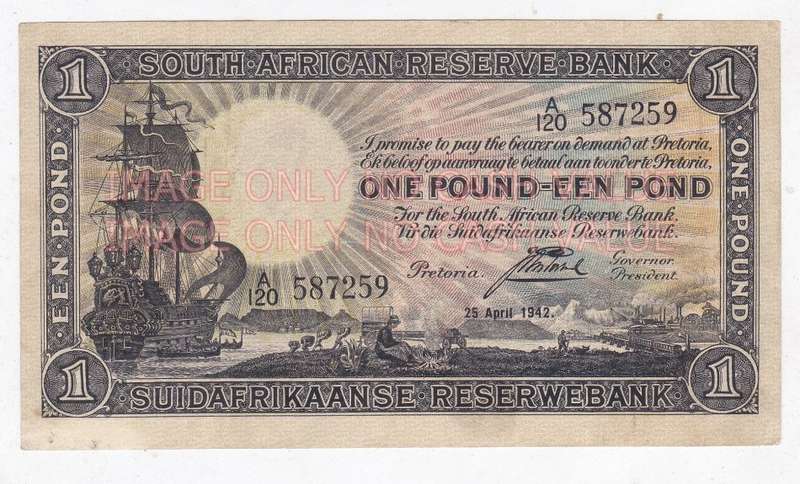 SOUTH·AFRICAN·RESERVE·BANK
1
1
A/120 587259
I promise to pay the bearer on demand at Pretoria,
Ek beloof op aanvraag te betaal aan toonder te Pretoria,
IMAGE ONLY NO CASH VALUE
ONE POUND-EEN POND
For the South African Reserve Bank.
IMAGE ONLY NO CASH VALUE
Vir die Suidafrikaanse Reserwebank.
A/120 587259
Pretoria.
Governor
President.
25 April 1942.
EEN·POND
ONE·POUND
1
1
SUIDAFRIKAANSE·RESERWEBANK